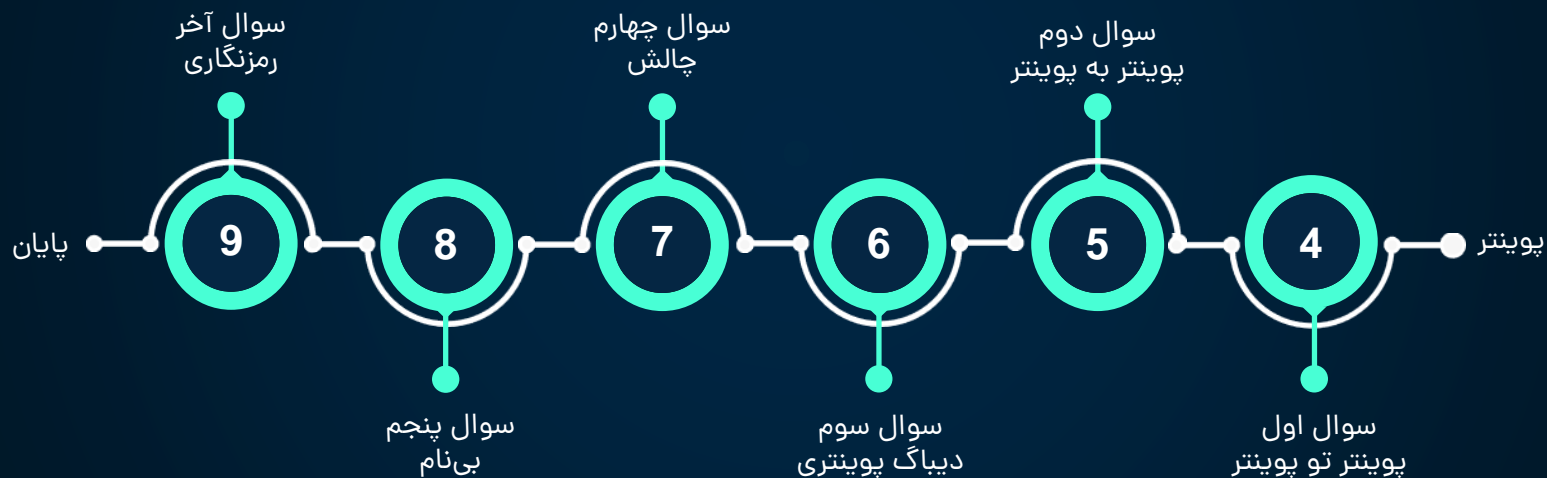 پوینتر
4
سوال اول
پوینتر تو پوینتر
5
سوال دوم
پوینتر به پوینتر
6
سوال سوم
دیباگ پوینتری
7
سوال چهارم
چالش
8
سوال پنجم
بی‌نام
9
سوال آخر
رمزنگاری
پایان